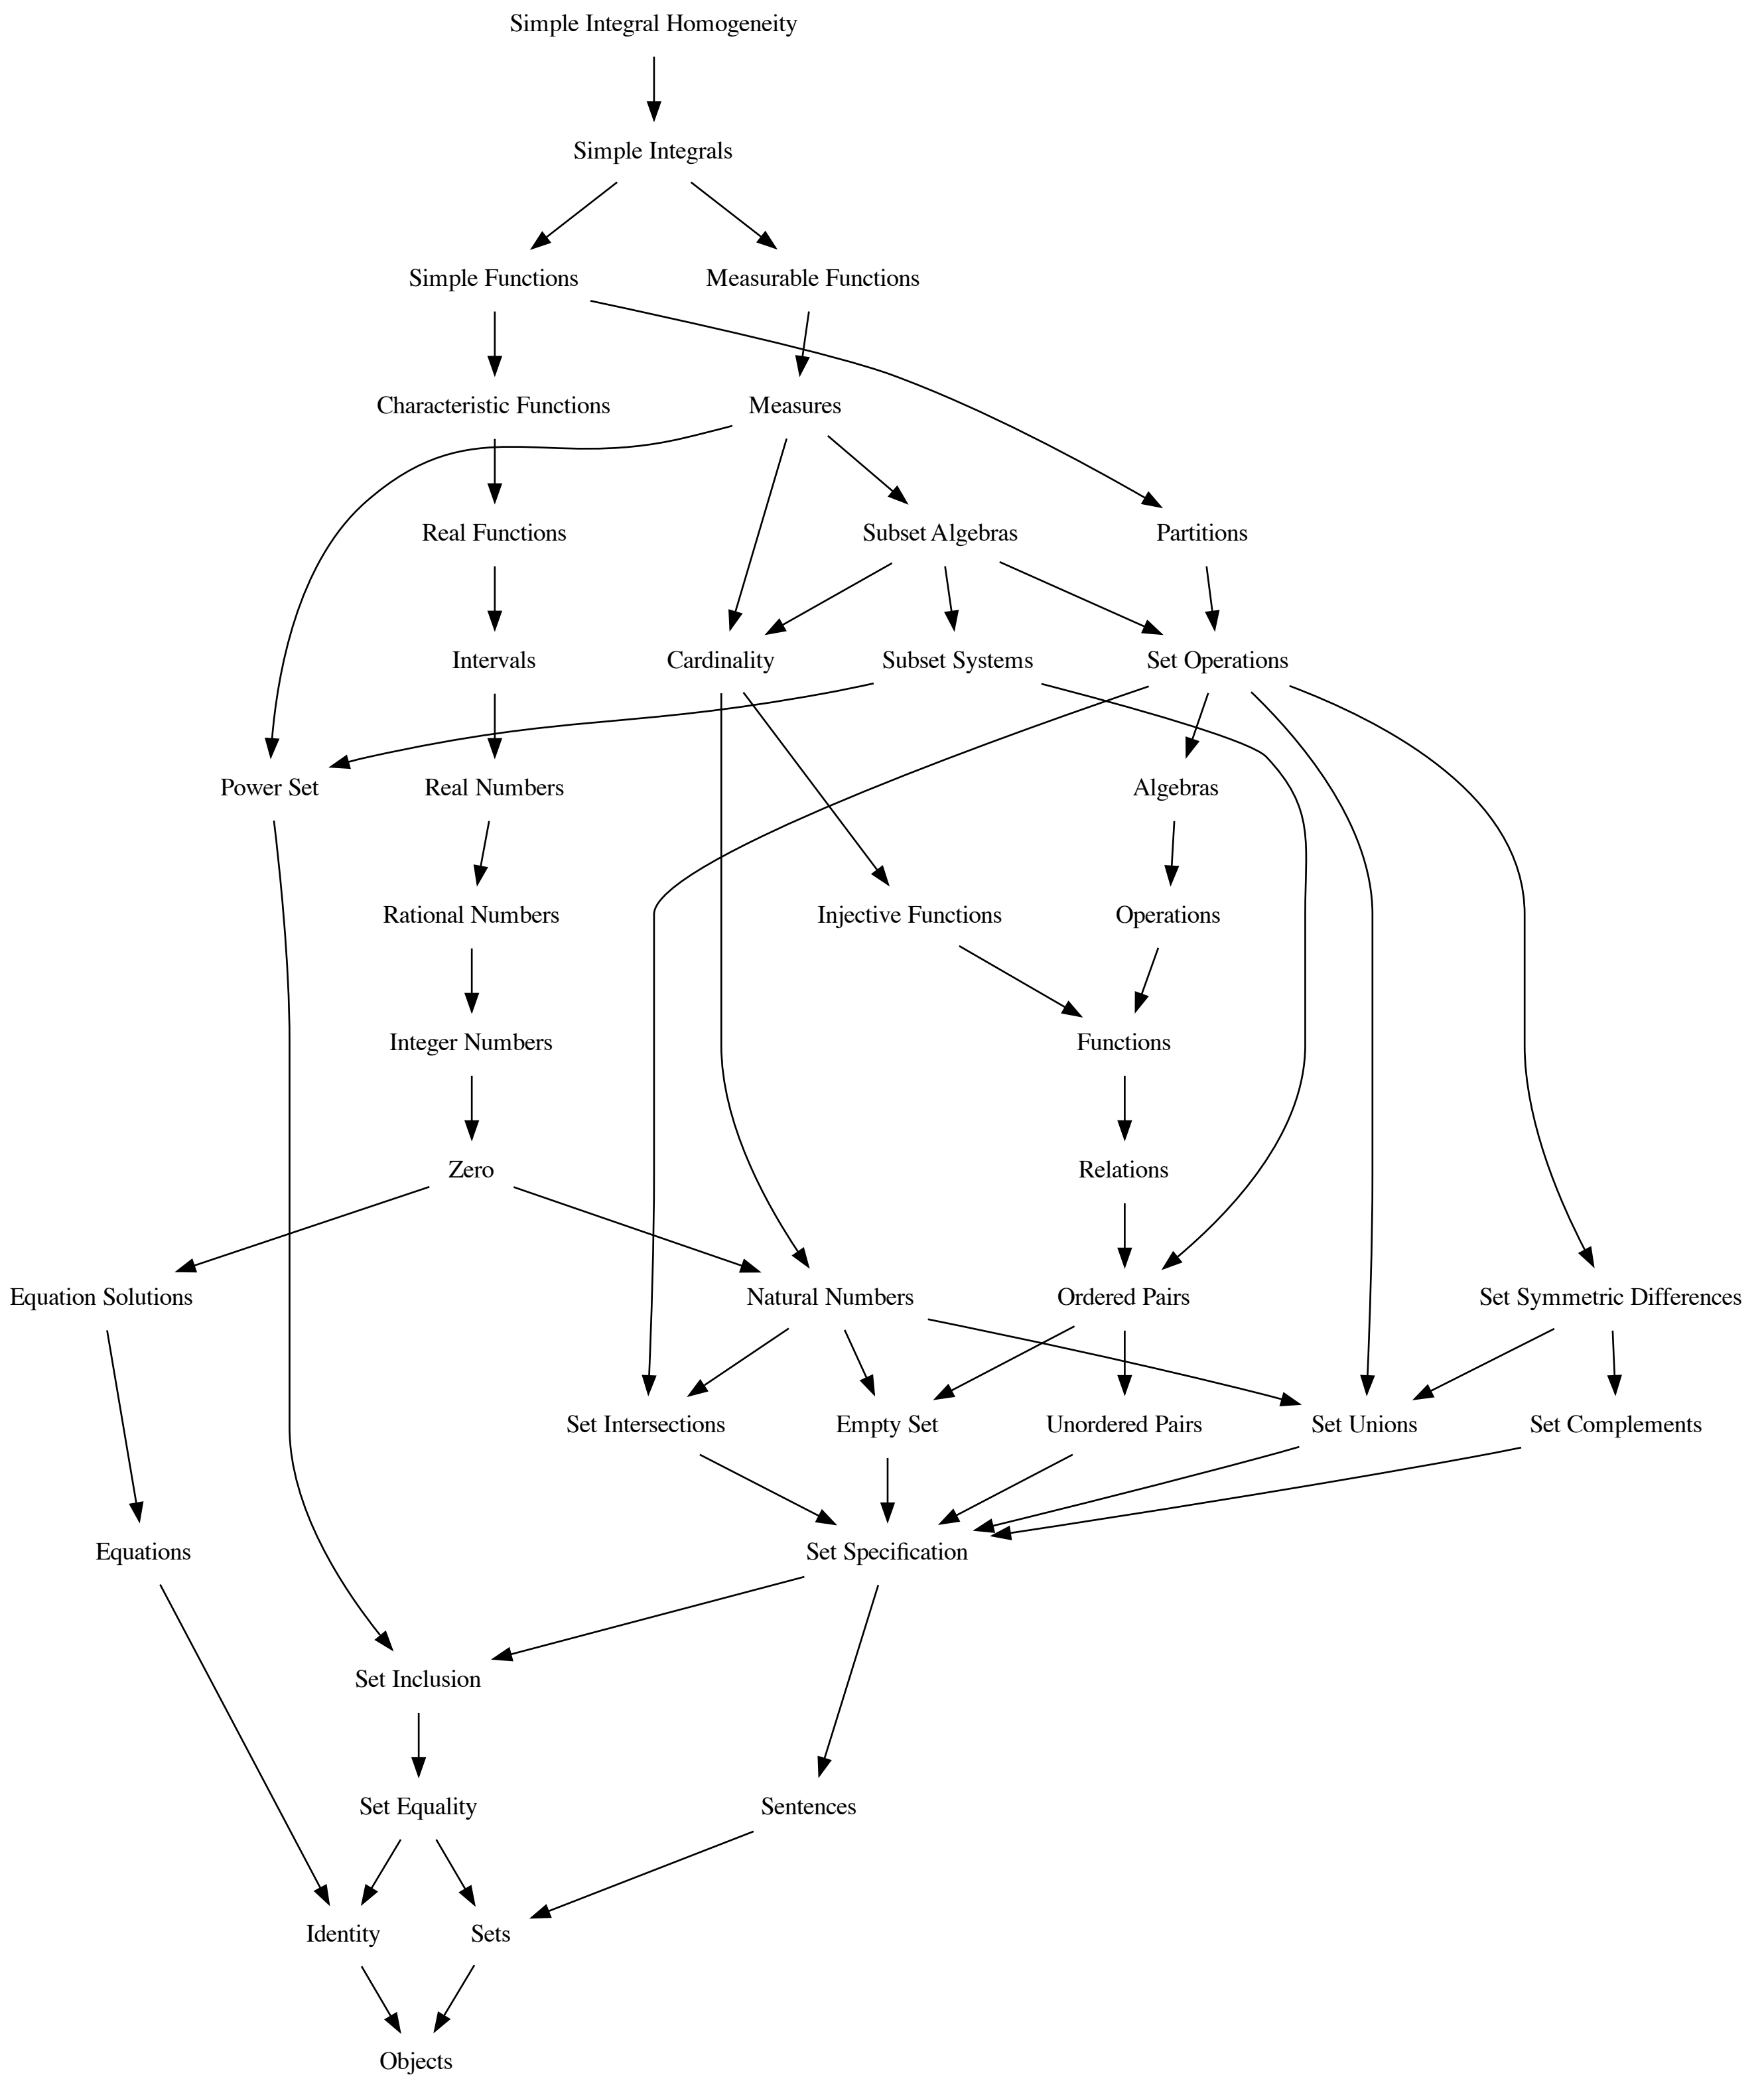 Simple Integral Homogeneity
Simple Integrals
Simple Functions
Measurable Functions
Characteristic Functions
Measures
Real Functions
Subset Algebras
Partitions
Intervals
Cardinality
Subset Systems
Set Operations
Power Set
Real Numbers
Algebras
Rational Numbers
Injective Functions
Operations
Integer Numbers
Functions
Zero
Relations
Equation Solutions
Natural Numbers
Ordered Pairs
Set Symmetric Differences
Set Intersections
Empty Set
Unordered Pairs
Set Unions
Set Complements
Equations
Set Specification
Set Inclusion
Set Equality
Sentences
Identity
Sets
Objects